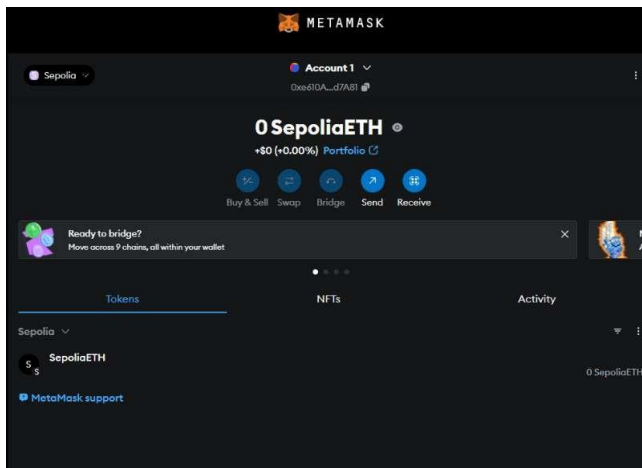 METAMASK
Sepolia
Account 1
0xe610A...d7A81
0 SepoliaETH
+$0 (+0.00%) Portfolio
Buy & Sell Swap Bridge Send Receive
Ready to bridge?
Move across 9 chains, all within your wallet
Tokens NFTs Activity
Sepolia
S S SepoliaETH
0 SepoliaETH
MetaMask support